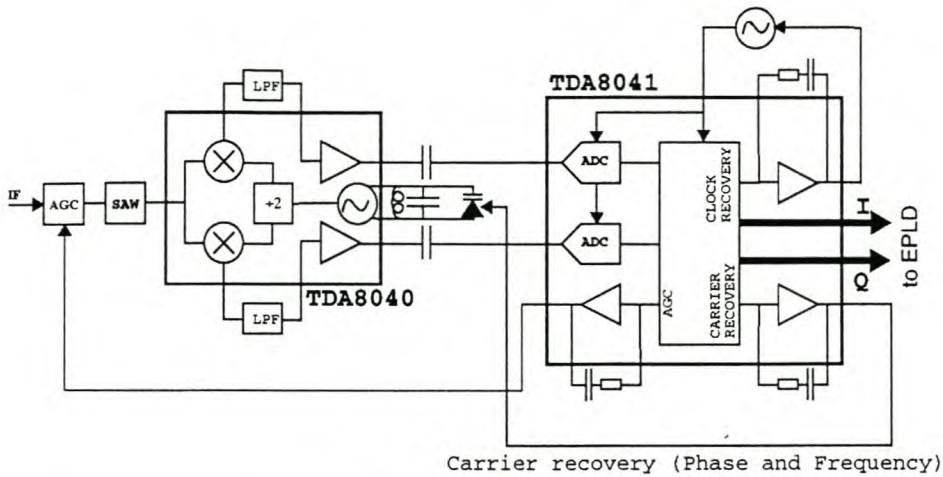 IF
AGC
SAW
LPF
÷2
LPF
TDA8040
TDA8041
ADC
ADC
CLOCK
RECOVERY
CARRIER
RECOVERY
AGC
I
Q
to EPLD
Carrier recovery (Phase and Frequency)